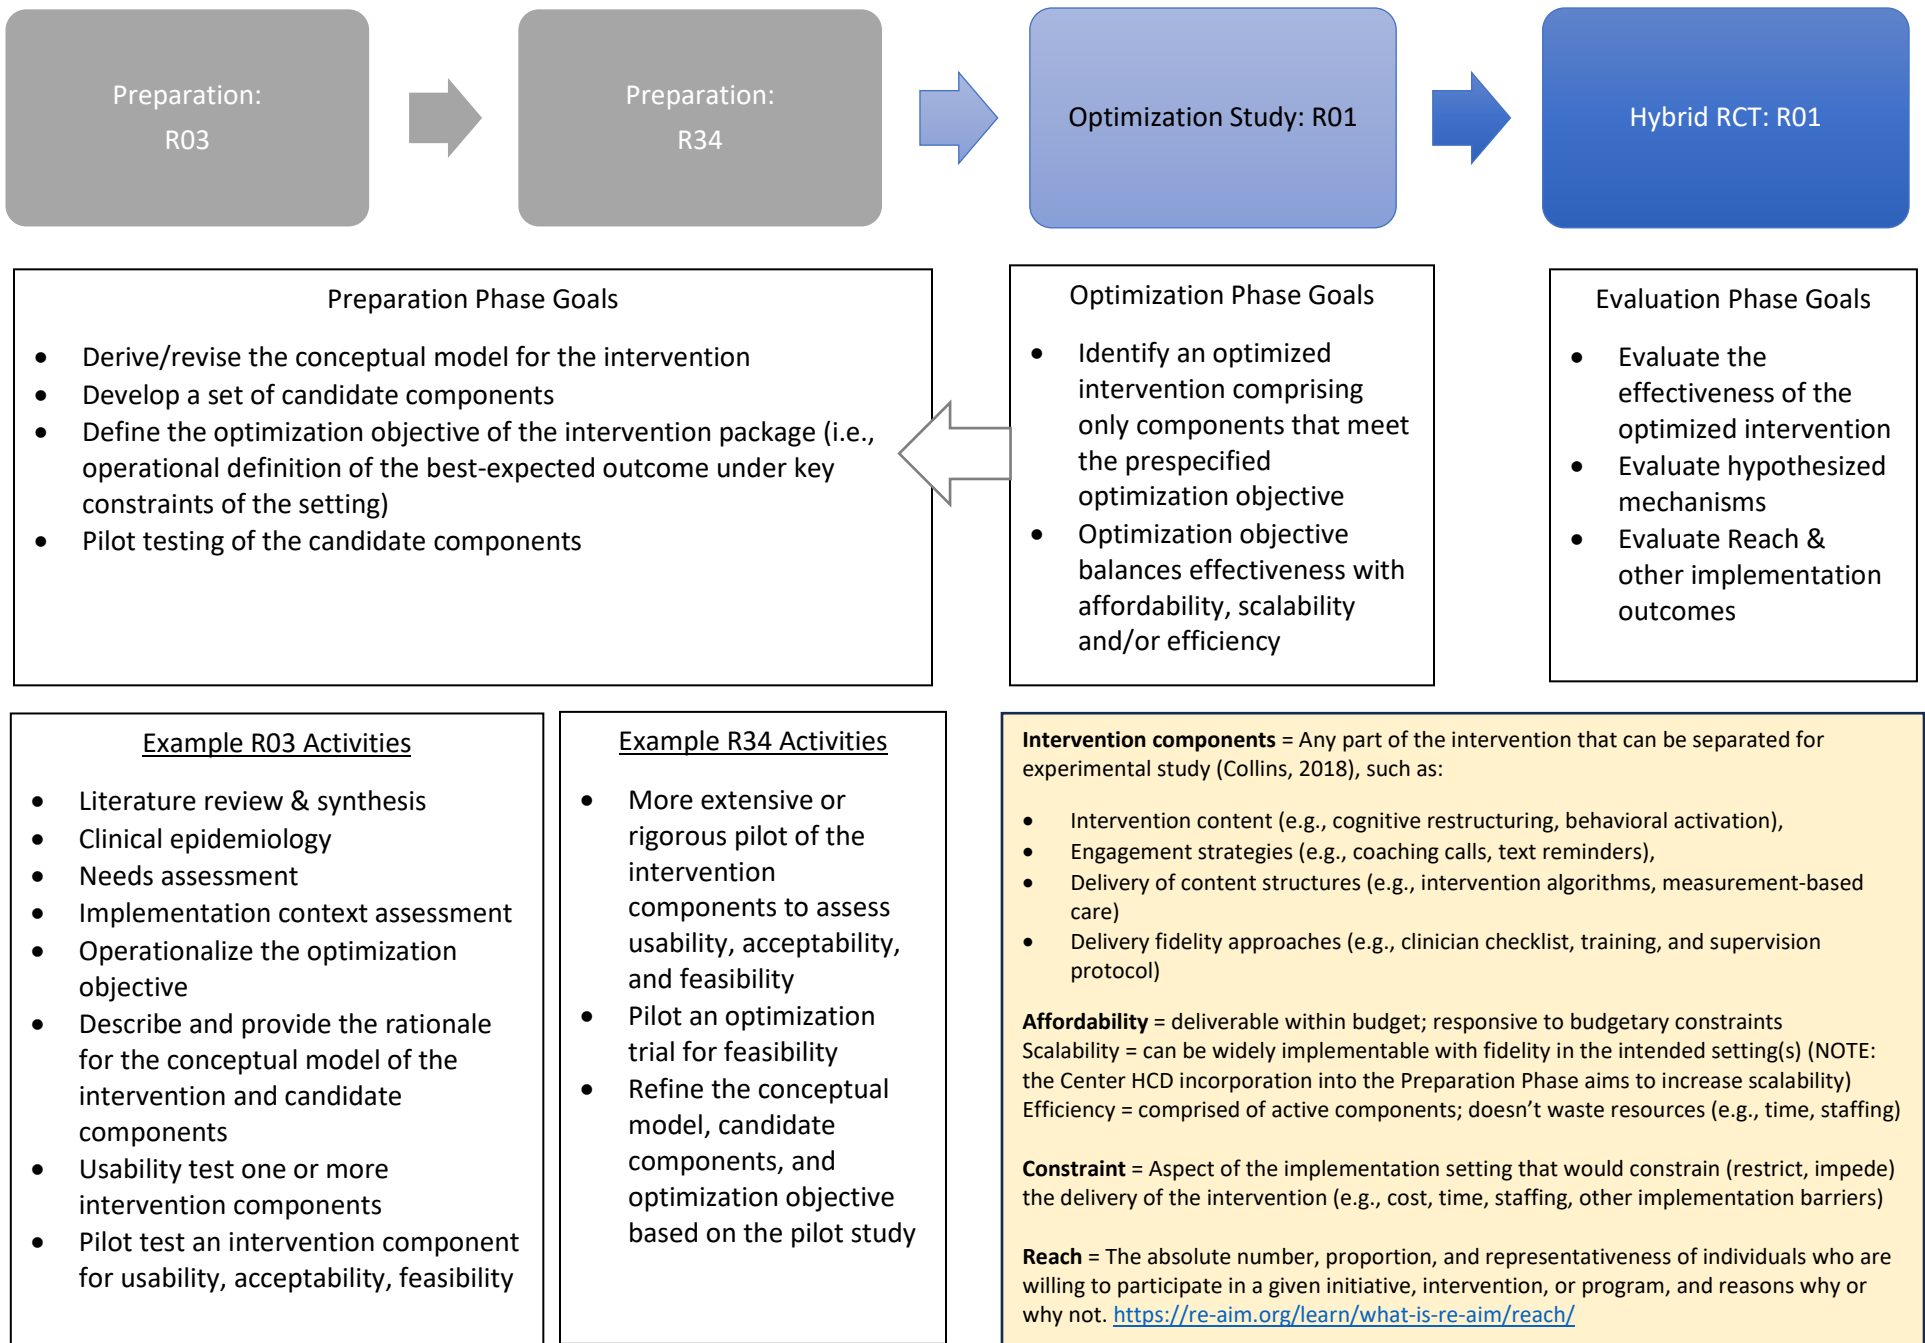 Preparation:
R03
Preparation:
R34
Optimization Study: R01
Hybrid RCT: R01
Preparation Phase Goals
• Derive/revise the conceptual model for the intervention
• Develop a set of candidate components
• Define the optimization objective of the intervention package (i.e.,
operational definition of the best-expected outcome under key
constraints of the setting)
• Pilot testing of the candidate components
Optimization Phase Goals
• Identify an optimized
intervention comprising
only components that meet
the prespecified
optimization objective
• Optimization objective
balances effectiveness with
affordability, scalability
and/or efficiency
Evaluation Phase Goals
• Evaluate the
effectiveness of the
optimized intervention
• Evaluate hypothesized
mechanisms
• Evaluate Reach &
other implementation
outcomes
Example R03 Activities
• Literature review & synthesis
• Clinical epidemiology
• Needs assessment
• Implementation context assessment
• Operationalize the optimization
objective
• Describe and provide the rationale
for the conceptual model of the
intervention and candidate
components
• Usability test one or more
intervention components
• Pilot test an intervention component
for usability, acceptability, feasibility
Example R34 Activities
• More extensive or
rigorous pilot of the
intervention
components to assess
usability, acceptability,
and feasibility
• Pilot an optimization
trial for feasibility
• Refine the conceptual
model, candidate
components, and
optimization objective
based on the pilot study
Intervention components = Any part of the intervention that can be separated for
experimental study (Collins, 2018), such as:
• Intervention content (e.g., cognitive restructuring, behavioral activation),
• Engagement strategies (e.g., coaching calls, text reminders),
• Delivery of content structures (e.g., intervention algorithms, measurement-based
care)
• Delivery fidelity approaches (e.g., clinician checklist, training, and supervision
protocol)
Affordability = deliverable within budget; responsive to budgetary constraints
Scalability = can be widely implementable with fidelity in the intended setting(s) (NOTE:
the Center HCD incorporation into the Preparation Phase aims to increase scalability)
Efficiency = comprised of active components; doesn’t waste resources (e.g., time, staffing)
Constraint = Aspect of the implementation setting that would constrain (restrict, impede)
the delivery of the intervention (e.g., cost, time, staffing, other implementation barriers)
Reach = The absolute number, proportion, and representativeness of individuals who are
willing to participate in a given initiative, intervention, or program, and reasons why or
why not. https://re-aim.org/learn/what-is-re-aim/reach/